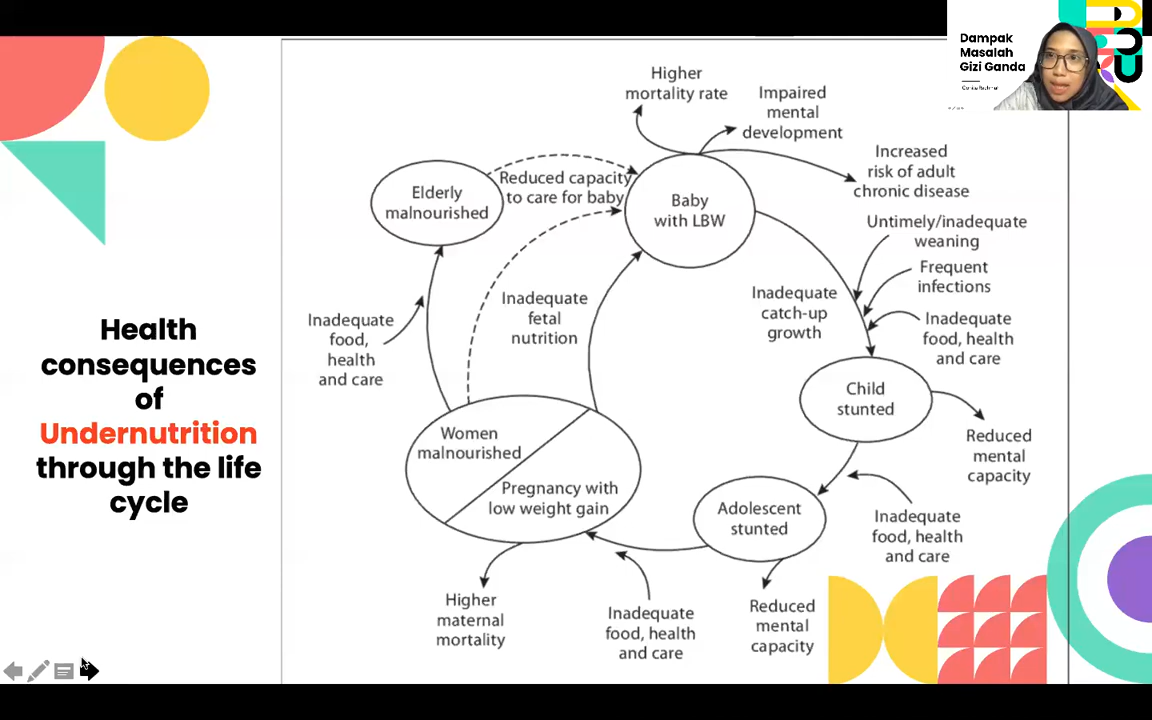 Dampak
Masalah
Gizi Ganda
Health
consequences
of
Undernutrition
through the life
cycle
Higher
mortality rate
Impaired
mental
development
Increased
risk of adult
chronic disease
Elderly
malnourished
Reduced capacity
to care for baby
Baby
with LBW
Untimely/inadequate
weaning
Frequent
infections
Inadequate
food, health
and care
Inadequate
catch-up
growth
Inadequate
fetal
nutrition
Inadequate
food,
health
and care
Child
stunted
Reduced
mental
capacity
Women
malnourished
Pregnancy with
low weight gain
Adolescent
stunted
Inadequate
food, health
and care
Higher
maternal
mortality
Inadequate
food, health
and care
Reduced
mental
capacity